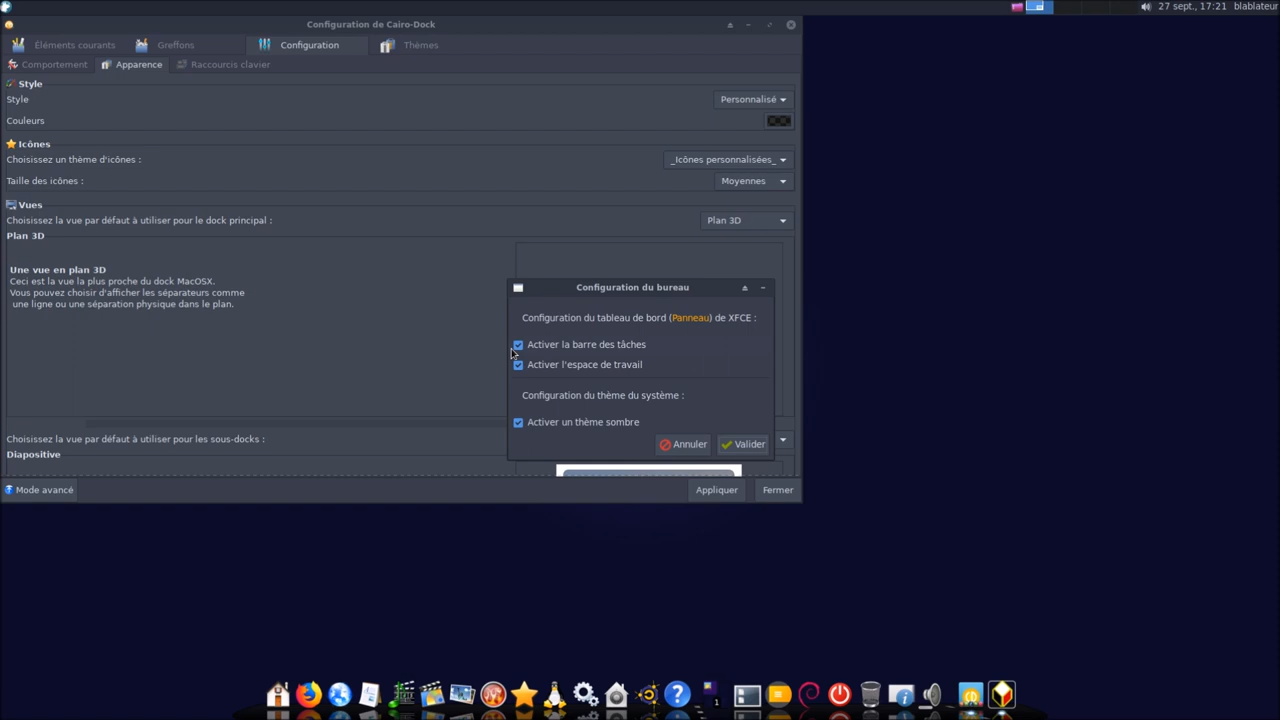 27 sept., 17:21 blablateur
Configuration de Cairo-Dock
Éléments courants Greffons Configuration Thèmes
Comportement Apparence Raccourcis clavier
Style
Style Personnalisé
Couleurs
Icônes
Choisissez un thème d'icônes : _Icônes personnalisées_
Taille des icônes : Moyennes
Vues
Choisissez la vue par défaut à utiliser pour le dock principal : Plan 3D
Plan 3D
Une vue en plan 3D
Ceci est la vue la plus proche du dock MacOSX.
Vous pouvez choisir d'afficher les séparateurs comme
une ligne ou une séparation physique dans le plan.
Configuration du bureau
Configuration du tableau de bord (Panneau) de XFCE :
Activer la barre des tâches
Activer l'espace de travail
Configuration du thème du système :
Activer un thème sombre
Annuler Valider
Choisissez la vue par défaut à utiliser pour les sous-docks :
Diapositive
Mode avancé Appliquer Fermer
1